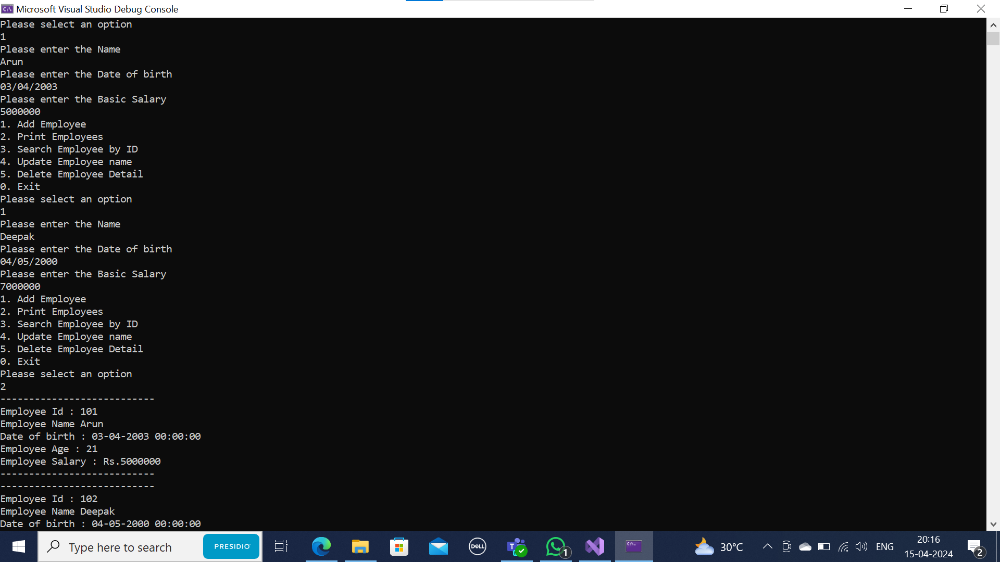 Microsoft Visual Studio Debug Console
Please select an option
1
Please enter the Name
Arun
Please enter the Date of birth
03/04/2003
Please enter the Basic Salary
5000000
1. Add Employee
2. Print Employees
3. Search Employee by ID
4. Update Employee name
5. Delete Employee Detail
0. Exit
Please select an option
1
Please enter the Name
Deepak
Please enter the Date of birth
04/05/2000
Please enter the Basic Salary
7000000
1. Add Employee
2. Print Employees
3. Search Employee by ID
4. Update Employee name
5. Delete Employee Detail
0. Exit
Please select an option
2
---------------------------
Employee Id : 101
Employee Name Arun
Date of birth : 03-04-2003 00:00:00
Employee Age : 21
Employee Salary : Rs.5000000
---------------------------
---------------------------
Employee Id : 102
Employee Name Deepak
Date of birth : 04-05-2000 00:00:00
Type here to search
PRESIDIO
DELL
T
1
30°C
ENG
20:16
15-04-2024
2